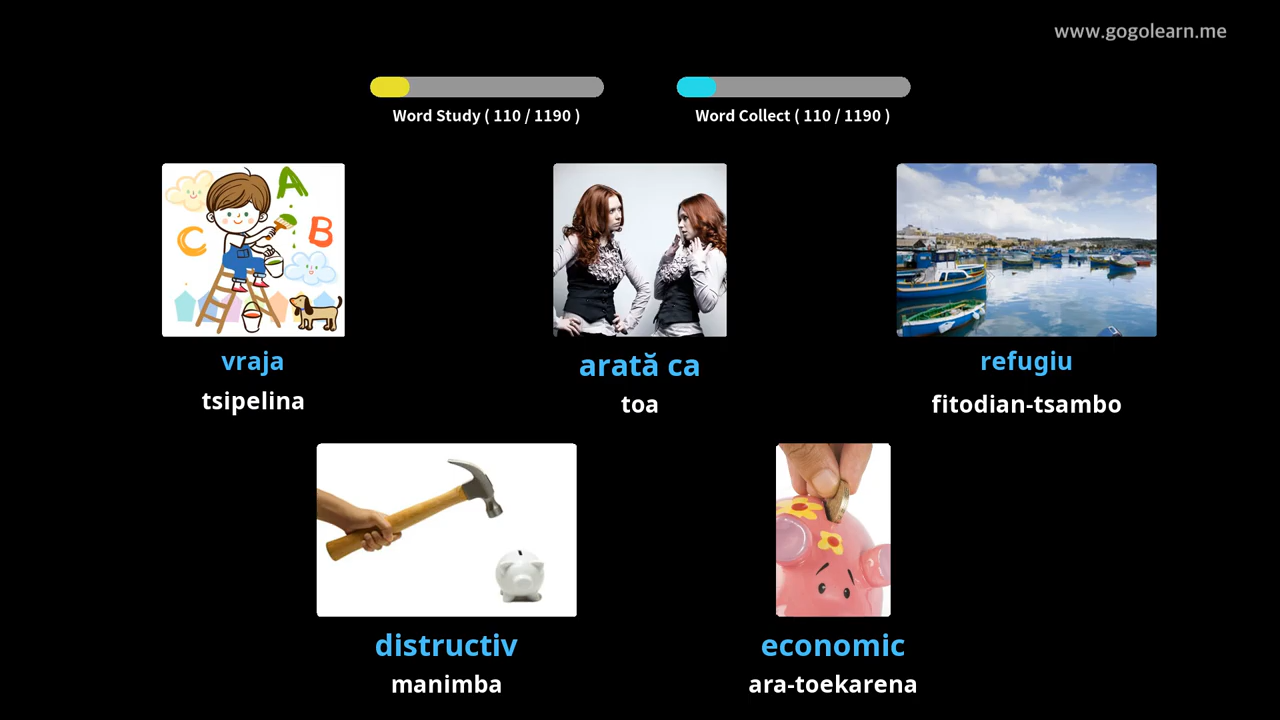 www.gogolearn.me
Word Study ( 110 / 1190 )
Word Collect ( 110 / 1190 )
A
B
C
vraja
tsipelina
arată ca
toa
refugiu
fitodian-tsambo
distructiv
manimba
economic
ara-toekarena